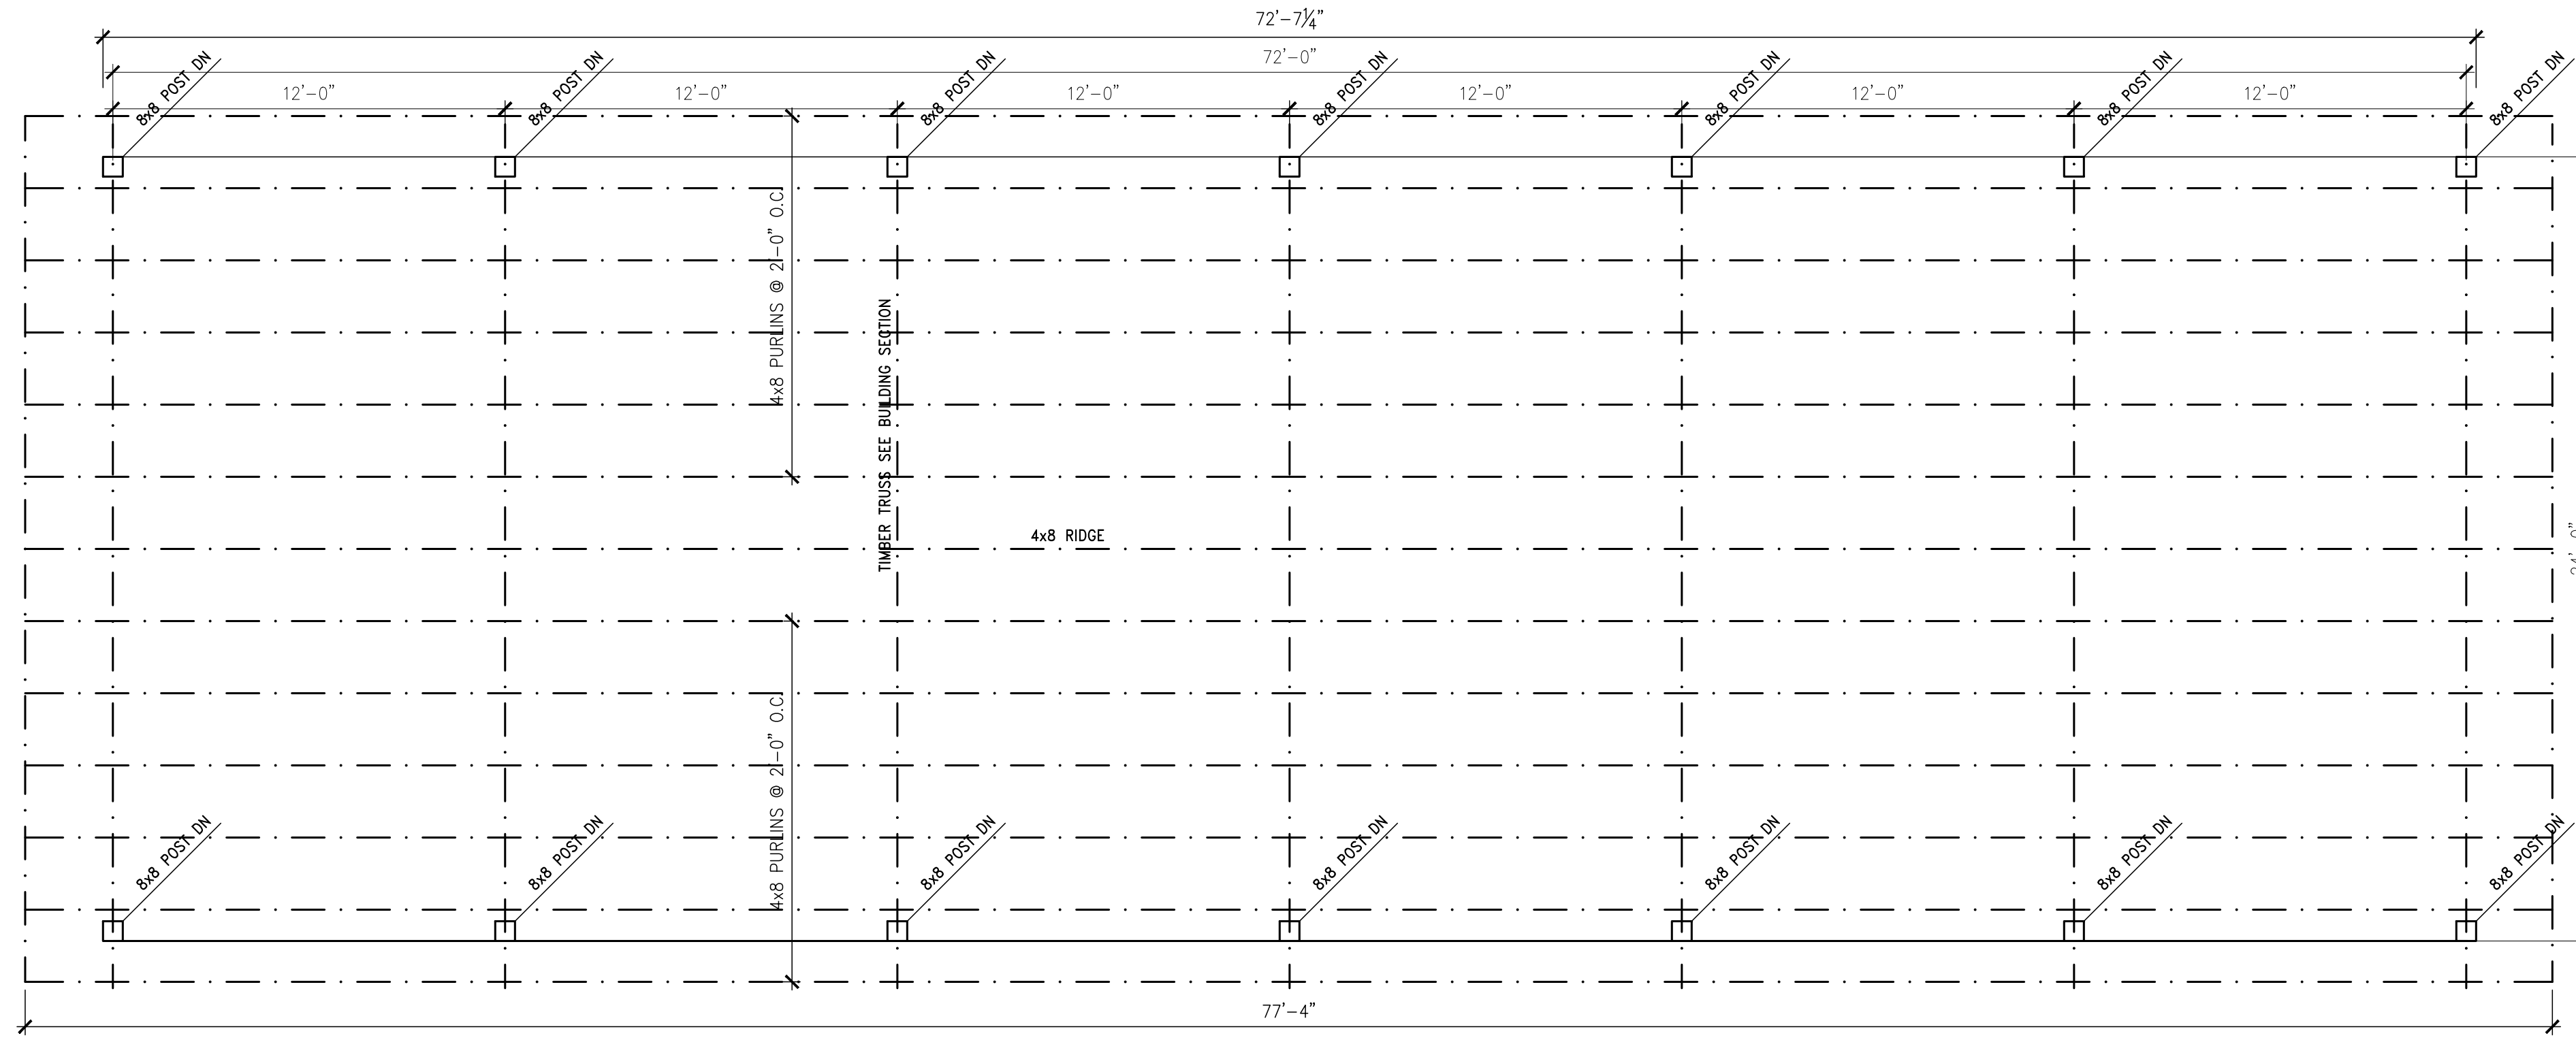 72'-7¼"
72'-0"
12'-0"
12'-0"
12'-0"
12'-0"
12'-0"
12'-0"
8x8 POST DN
8x8 POST DN
8x8 POST DN
8x8 POST DN
8x8 POST DN
8x8 POST DN
8x8 POST DN
4x8 PURLINS @ 2'-0" O.C.
TIMBER TRUSS SEE BUILDING SECTION
4x8 RIDGE
4x8 PURLINS @ 2'-0" O.C.
8x8 POST DN
8x8 POST DN
8x8 POST DN
8x8 POST DN
8x8 POST DN
8x8 POST DN
8x8 POST DN
77'-4"